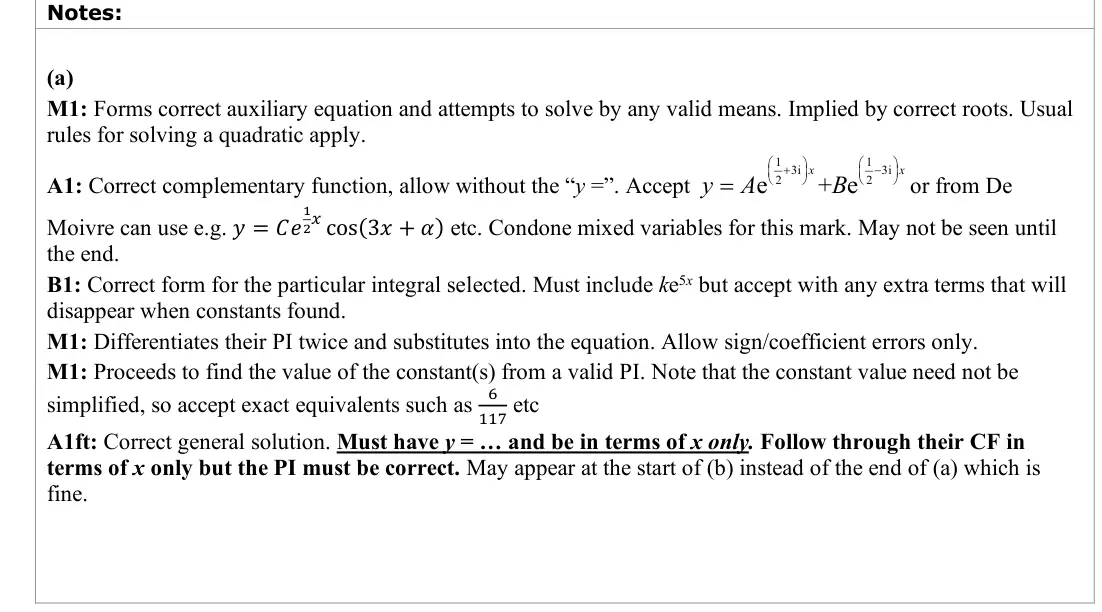 Notes:
(a)
M1: Forms correct auxiliary equation and attempts to solve by any valid means. Implied by correct roots. Usual
rules for solving a quadratic apply.
A1: Correct complementary function, allow without the “y =”. Accept y = Ae^(1/2+3i)x +Be^(1/2−3i)x or from De
Moivre can use e.g. y = Ce^(1/2)x cos(3x + α) etc. Condone mixed variables for this mark. May not be seen until
the end.
B1: Correct form for the particular integral selected. Must include ke^5x but accept with any extra terms that will
disappear when constants found.
M1: Differentiates their PI twice and substitutes into the equation. Allow sign/coefficient errors only.
M1: Proceeds to find the value of the constant(s) from a valid PI. Note that the constant value need not be
simplified, so accept exact equivalents such as 6/117 etc
A1ft: Correct general solution. Must have y = … and be in terms of x only. Follow through their CF in
terms of x only but the PI must be correct. May appear at the start of (b) instead of the end of (a) which is
fine.